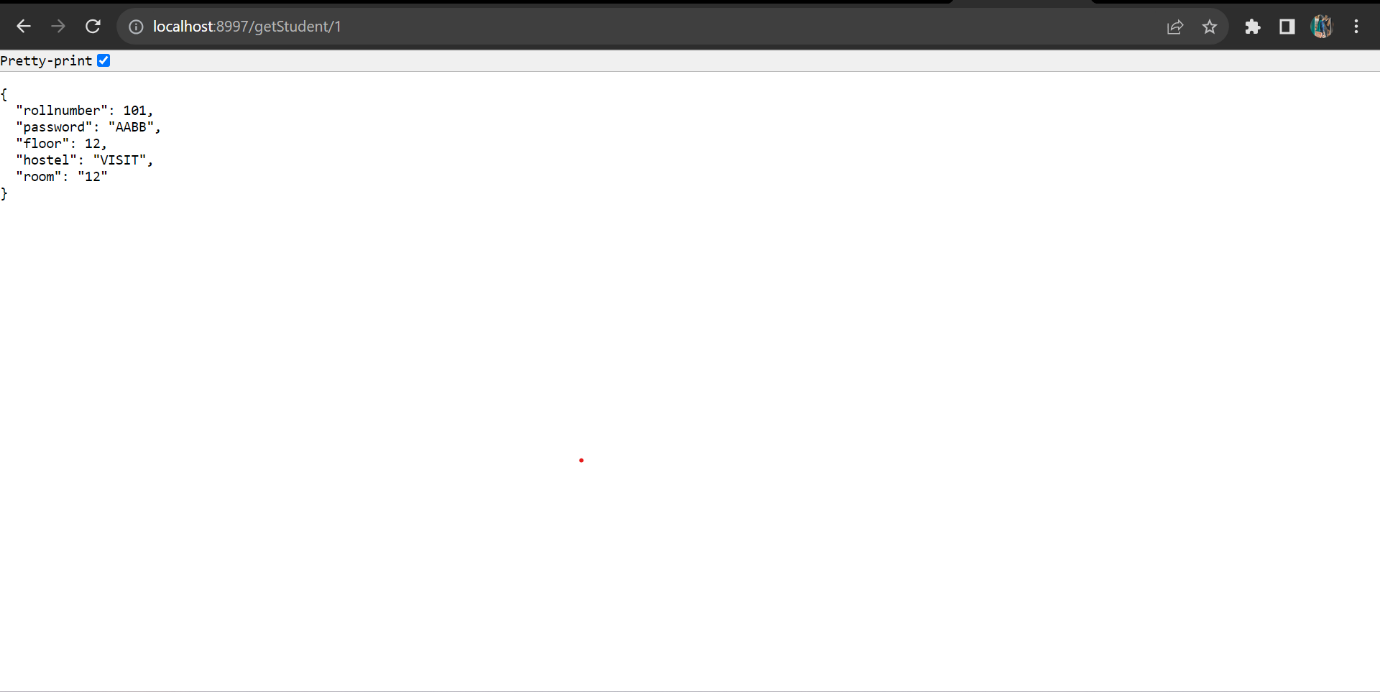 localhost:8997/getStudent/1
Pretty-print
{
  "rollnumber": 101,
  "password": "AABB",
  "floor": 12,
  "hostel": "VISIT",
  "room": "12"
}